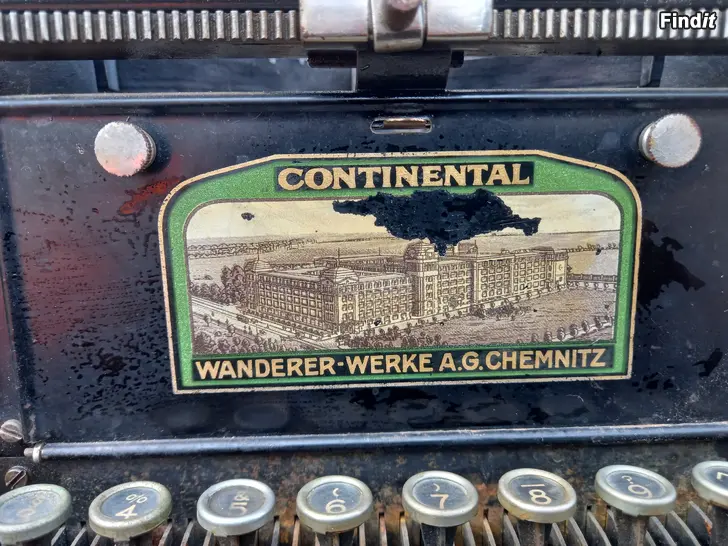 Findit
CONTINENTAL
WANDERER-WERKE A.G. CHEMNITZ
% 4 5 6 7 8 9